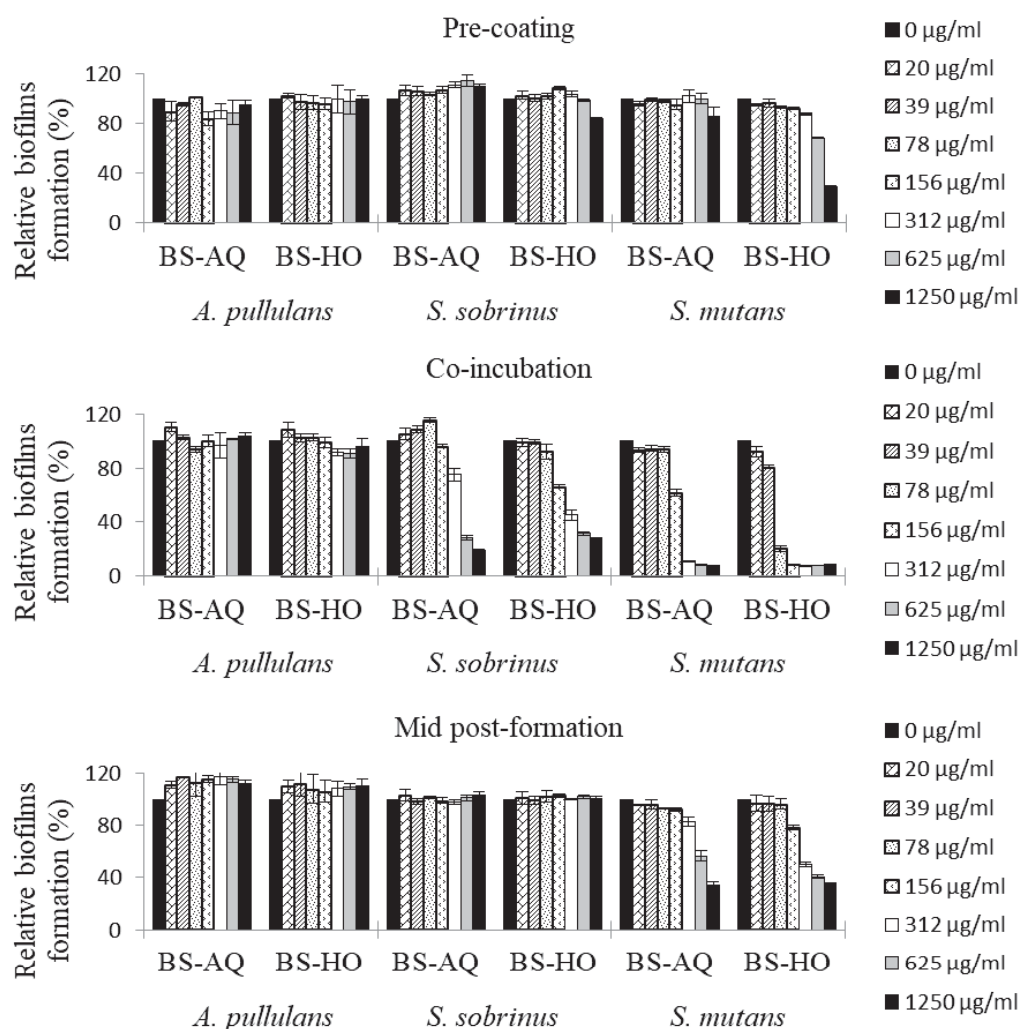 Pre-coating
Relative biofilms
formation (%)
120
80
40
0
BS-AQ BS-HO BS-AQ BS-HO BS-AQ BS-HO
A. pullulans S. sobrinus S. mutans
0 µg/ml
20 µg/ml
39 µg/ml
78 µg/ml
156 µg/ml
312 µg/ml
625 µg/ml
1250 µg/ml
Co-incubation
Relative biofilms
formation (%)
120
80
40
0
BS-AQ BS-HO BS-AQ BS-HO BS-AQ BS-HO
A. pullulans S. sobrinus S. mutans
0 µg/ml
20 µg/ml
39 µg/ml
78 µg/ml
156 µg/ml
312 µg/ml
625 µg/ml
1250 µg/ml
Mid post-formation
Relative biofilms
formation (%)
120
80
40
0
BS-AQ BS-HO BS-AQ BS-HO BS-AQ BS-HO
A. pullulans S. sobrinus S. mutans
0 µg/ml
20 µg/ml
39 µg/ml
78 µg/ml
156 µg/ml
312 µg/ml
625 µg/ml
1250 µg/ml